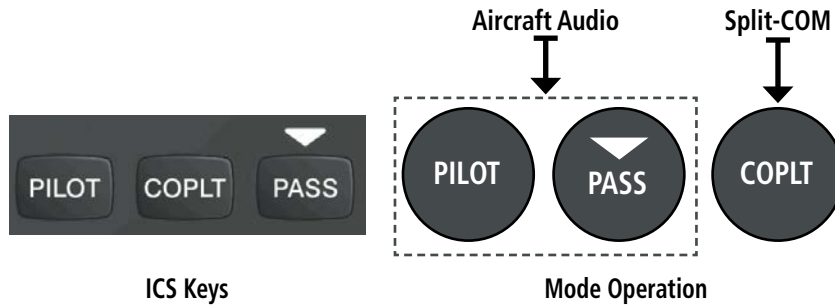 Aircraft Audio Split-COM
PILOT COPLT PASS
PILOT PASS COPLT
ICS Keys Mode Operation